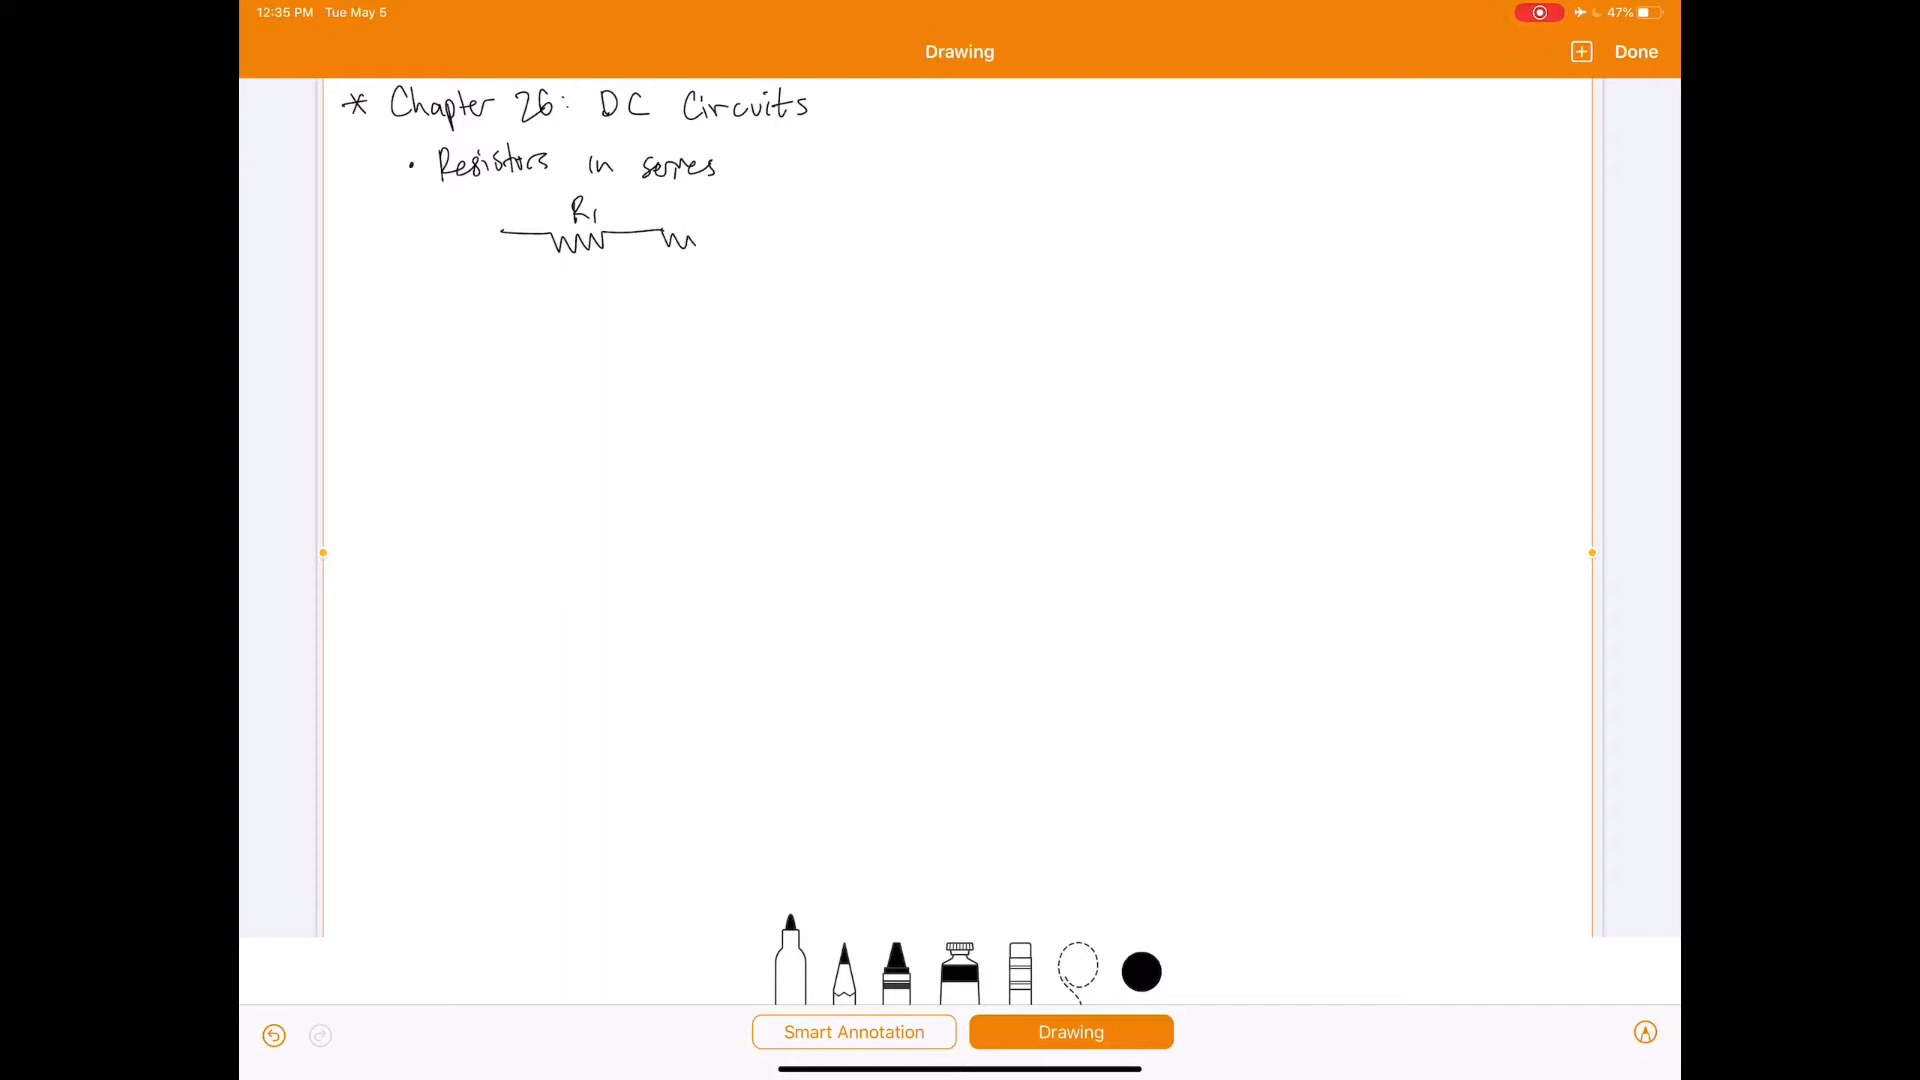 12:35 PM Tue May 5 47%
Drawing Done
* Chapter 26: DC Circuits
• Resistors in series
R1
Smart Annotation Drawing